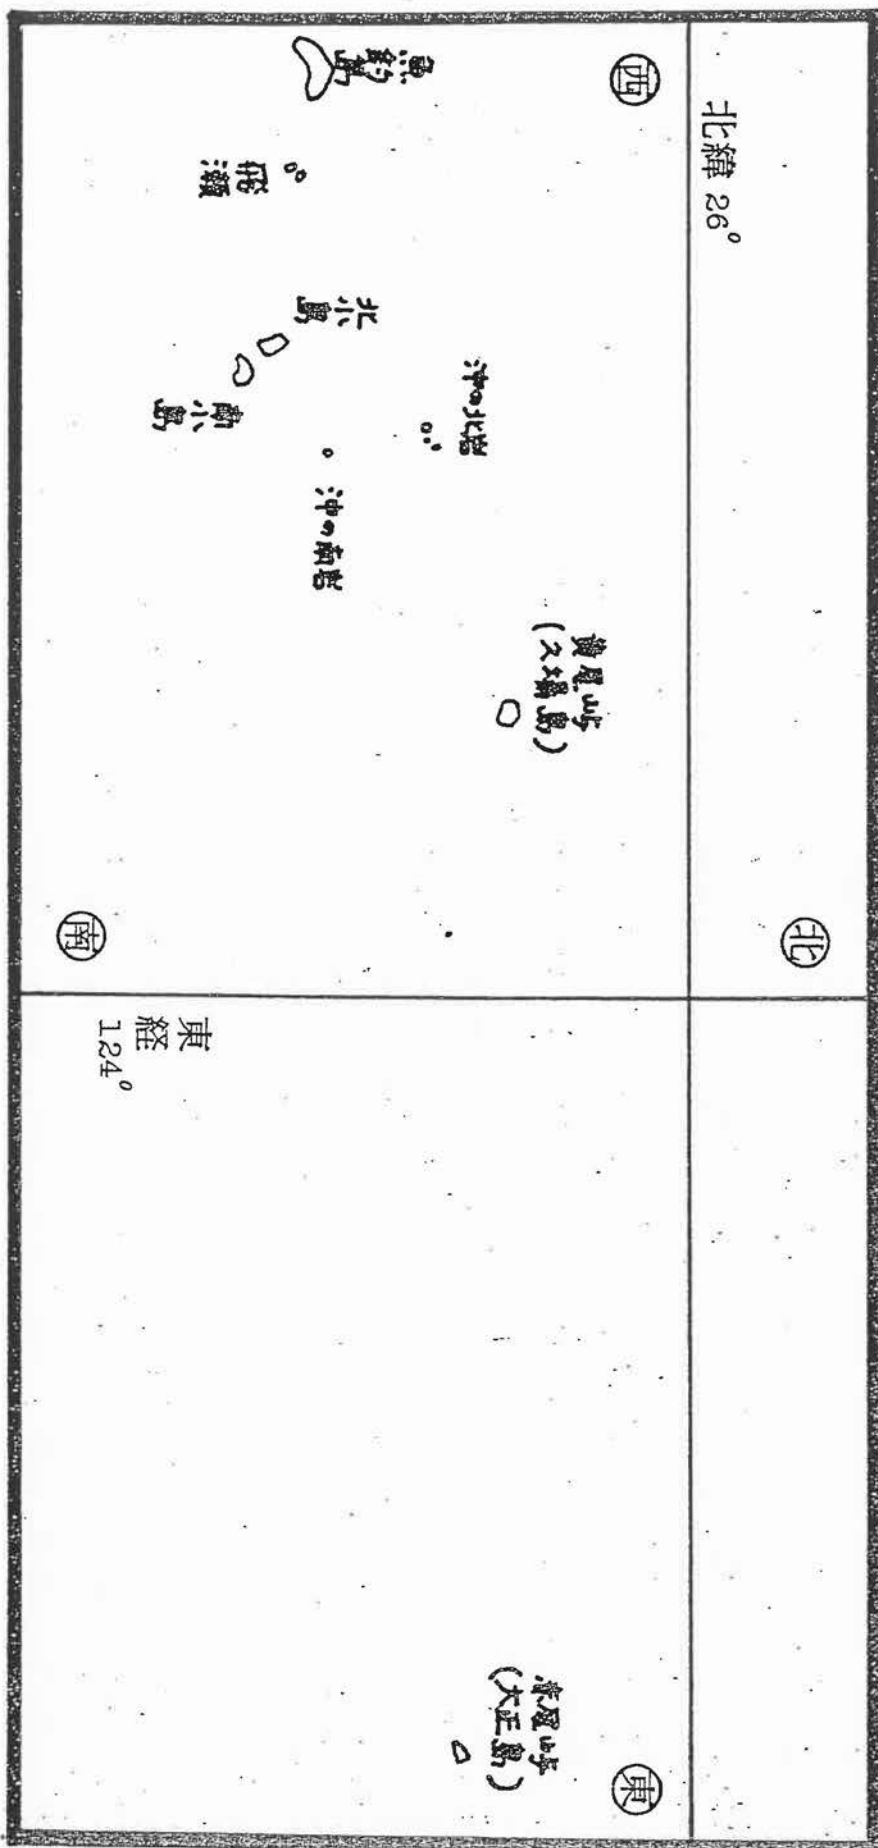 北緯 26°
北
西
魚釣島
飛瀬
北小島
南小島
沖の北岩
沖の南岩
黄尾嶼
(久場島)
南
東経
124°
赤尾嶼
(大正島)
東